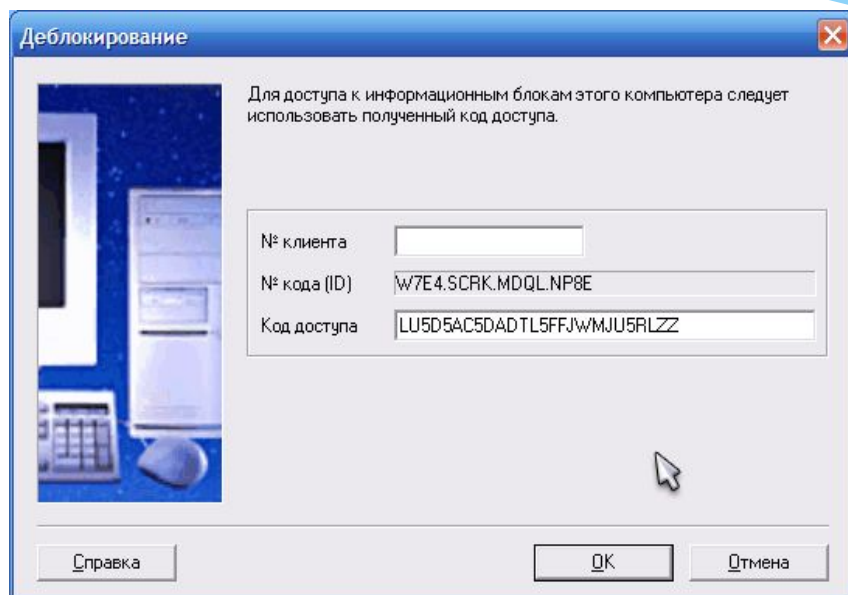 Деблокирование
Для доступа к информационным блокам этого компьютера следует
использовать полученный код доступа.
№ клиента
№ кода (ID) W7E4.SCRK.MDQL.NP8E
Код доступа LU5D5AC5DADTL5FFJWMJU5RLZZ
Справка OK Отмена